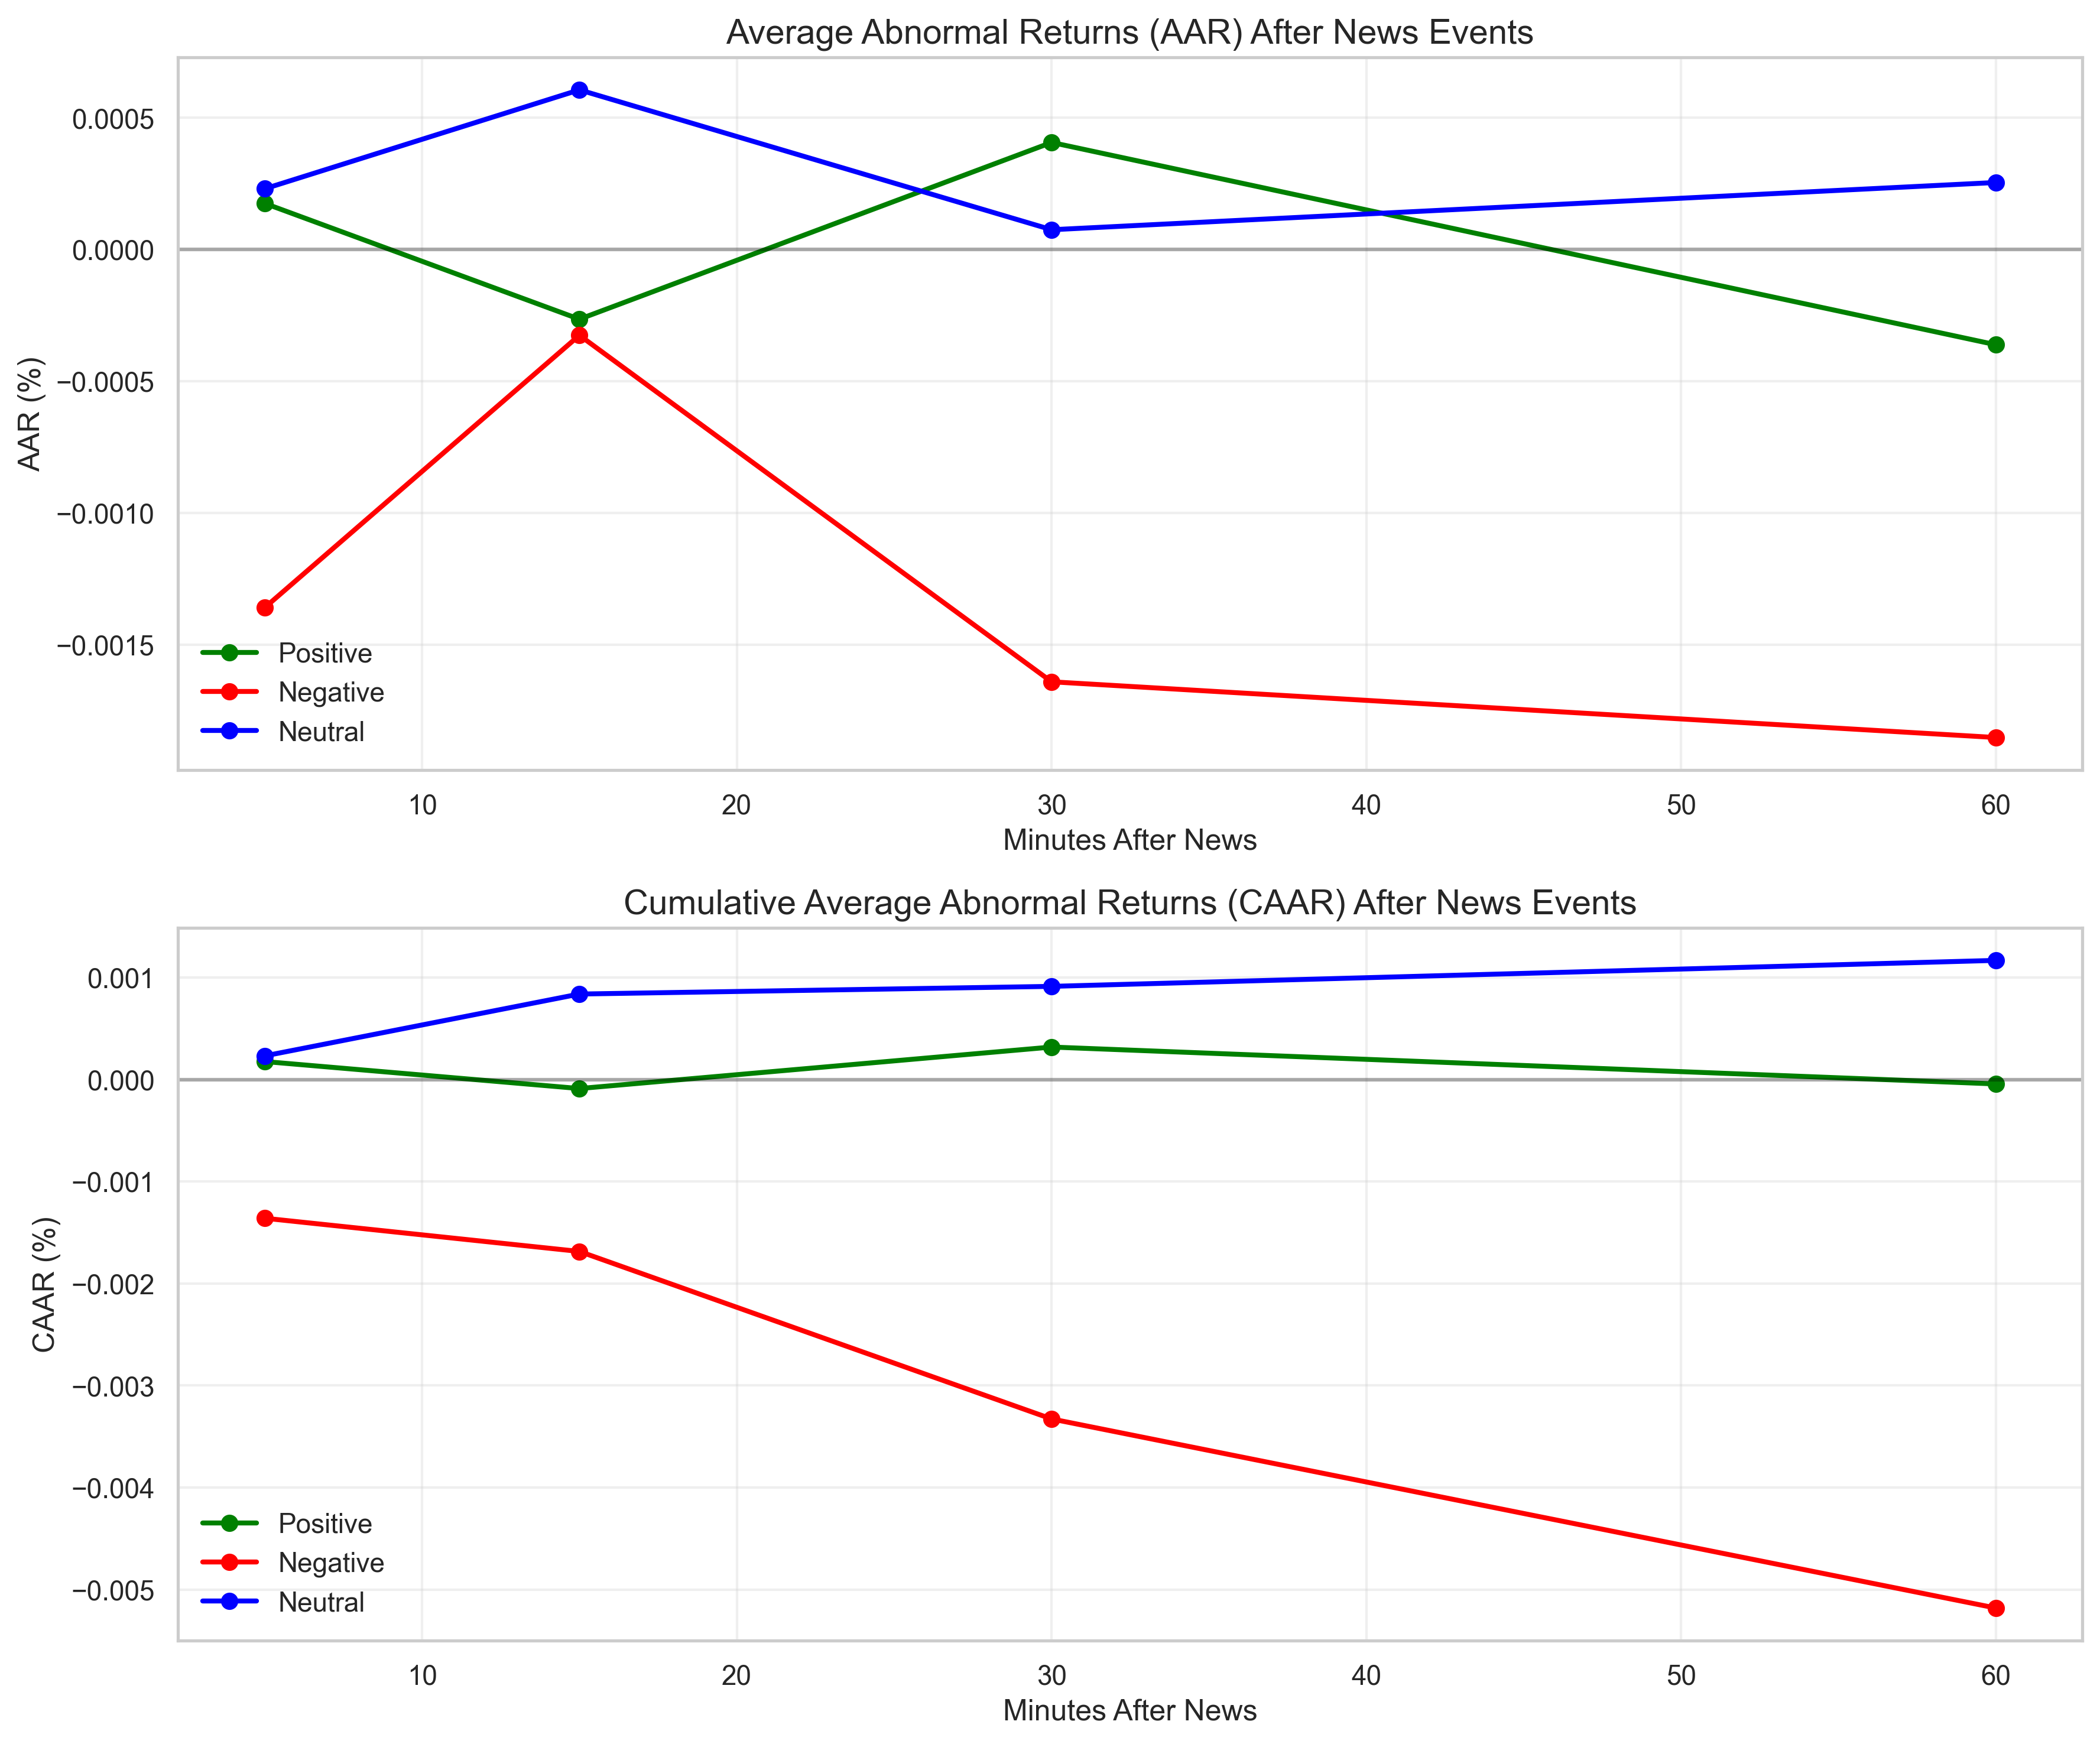 Average Abnormal Returns (AAR) After News Events
0.0005
0.0000
−0.0005
−0.0010
−0.0015
AAR (%)
Positive
Negative
Neutral
10 20 30 40 50 60
Minutes After News
Cumulative Average Abnormal Returns (CAAR) After News Events
0.001
0.000
−0.001
−0.002
−0.003
−0.004
−0.005
CAAR (%)
Positive
Negative
Neutral
10 20 30 40 50 60
Minutes After News